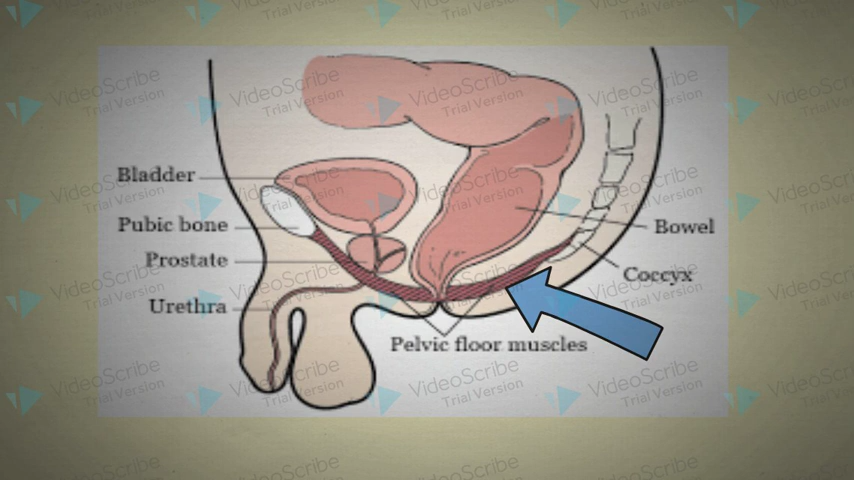 Bladder
Pubic bone
Prostate
Urethra
Bowel
Coccyx
Pelvic floor muscles
VideoScribe
Trial Version